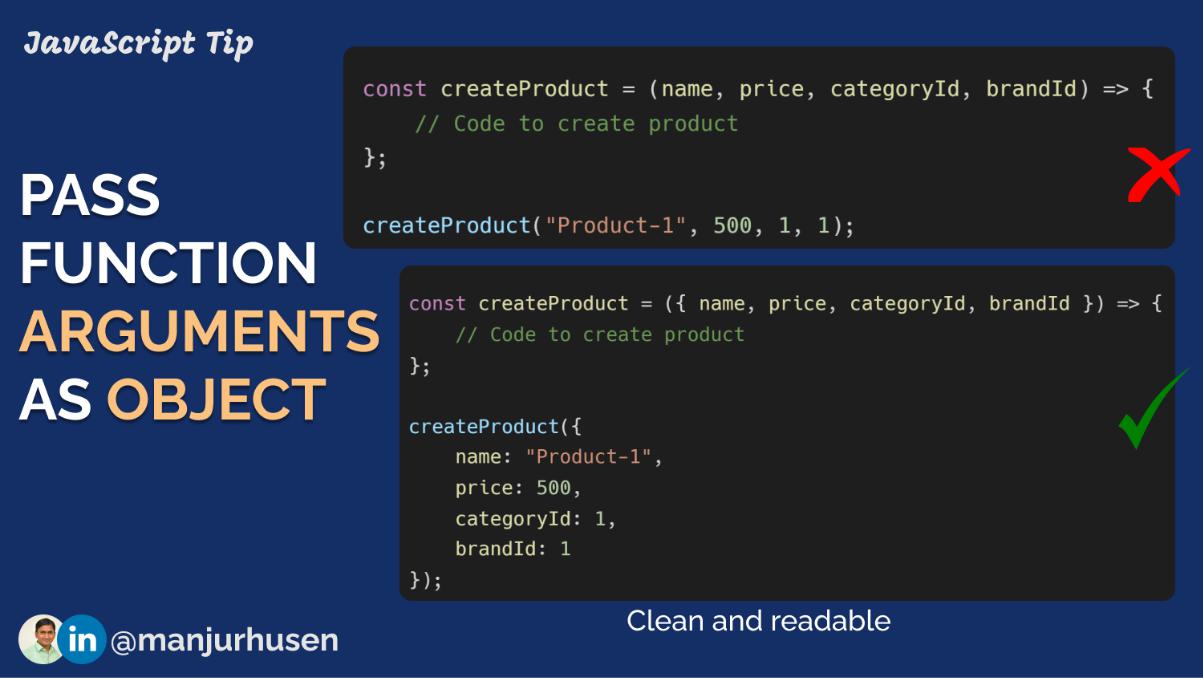 JavaScript Tip
PASS
FUNCTION
ARGUMENTS
AS OBJECT
const createProduct = (name, price, categoryId, brandId) => {
    // Code to create product
};

createProduct("Product-1", 500, 1, 1);
const createProduct = ({ name, price, categoryId, brandId }) => {
    // Code to create product
};

createProduct({
    name: "Product-1",
    price: 500,
    categoryId: 1,
    brandId: 1
});
Clean and readable
in @manjurhusen